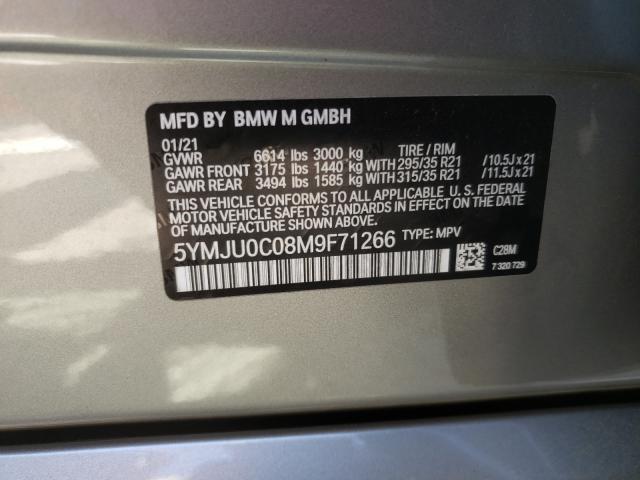 MFD BY BMW M GMBH
01/21 TIRE / RIM
GVWR 6614 lbs 3000 kg
GAWR FRONT 3175 lbs 1440 kg WITH 295/35 R21 /10.5J x 21
GAWR REAR 3494 lbs 1585 kg WITH 315/35 R21 /11.5J x 21
THIS VEHICLE CONFORMS TO ALL APPLICABLE U.S. FEDERAL
MOTOR VEHICLE SAFETY STANDARDS IN EFFECT ON THE
DATE OF MANUFACTURE SHOWN ABOVE.
5YMJU0C08M9F71266 TYPE: MPV
C28M
7 320 729